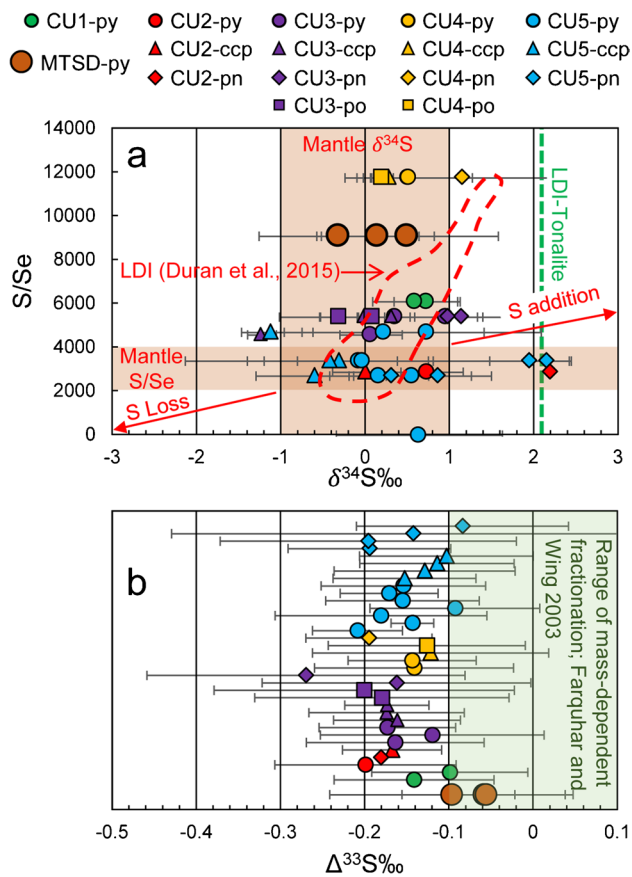 CU1-py CU2-py CU3-py CU4-py CU5-py
MTSD-py CU2-ccp CU3-ccp CU4-ccp CU5-ccp
CU2-pn CU3-pn CU4-pn CU5-pn
CU3-po CU4-po
14000
12000
10000
8000
6000
4000
2000
0
S/Se
a
Mantle δ³⁴S
LDI (Duran et al., 2015)
LDI-Tonalite
S addition
Mantle
S/Se
S Loss
-3 -2 -1 0 1 2 3
δ³⁴S‰
b
Range of mass-dependent
fractionation; Farquhar and
Wing 2003
-0.5 -0.4 -0.3 -0.2 -0.1 0 0.1
Δ³³S‰